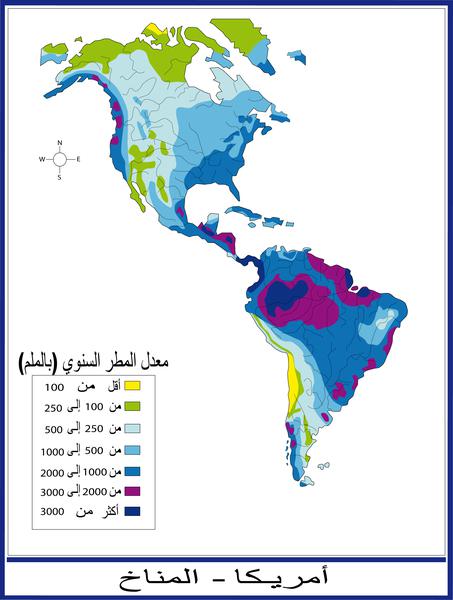 N
W E
S
معدل المطر السنوي (بالملم)
أقل من 100
من 100 إلى 250
من 250 إلى 500
من 500 إلى 1000
من 1000 إلى 2000
من 2000 إلى 3000
أكثر من 3000
أمريكا - المناخ